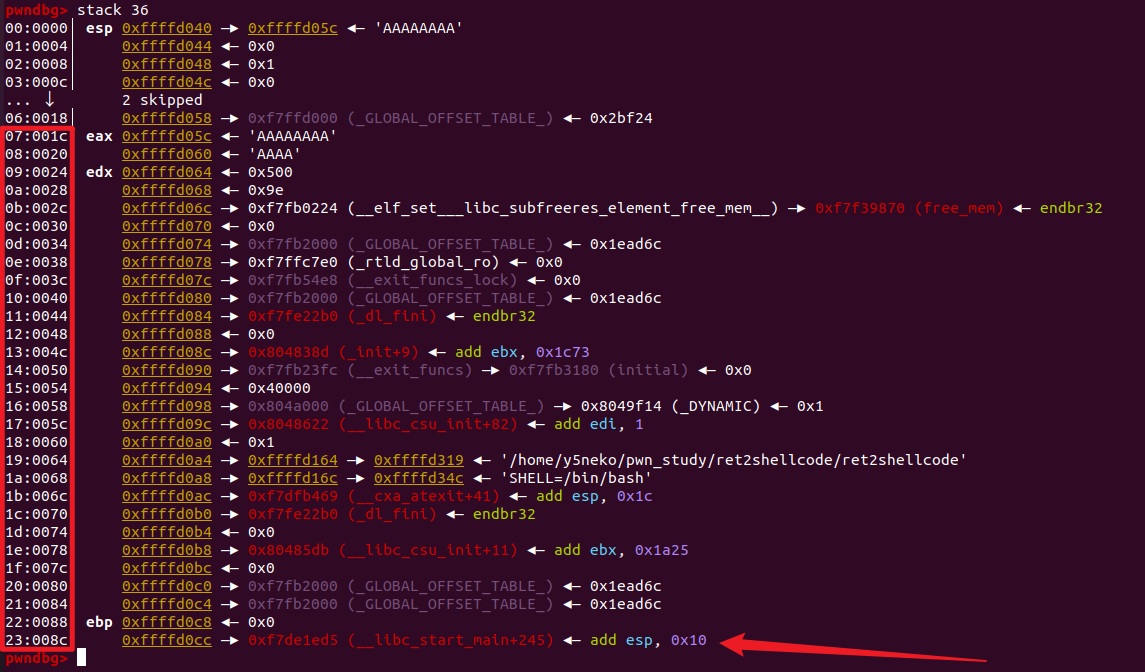 pwndbg> stack 36
00:0000│ esp 0xffffd040 —▸ 0xffffd05c ◂— 'AAAAAAAA'
01:0004│ 0xffffd044 ◂— 0x0
02:0008│ 0xffffd048 ◂— 0x1
03:000c│ 0xffffd04c ◂— 0x0
... ↓ 2 skipped
06:0018│ 0xffffd058 —▸ 0xf7ffd000 (_GLOBAL_OFFSET_TABLE_) ◂— 0x2bf24
07:001c│ eax 0xffffd05c ◂— 'AAAAAAAA'
08:0020│ 0xffffd060 ◂— 'AAAA'
09:0024│ edx 0xffffd064 ◂— 0x500
0a:0028│ 0xffffd068 ◂— 0x9e
0b:002c│ 0xffffd06c —▸ 0xf7fb0224 (__elf_set___libc_subfreeres_element_free_mem__) —▸ 0xf7f39870 (free_mem) ◂— endbr32
0c:0030│ 0xffffd070 ◂— 0x0
0d:0034│ 0xffffd074 —▸ 0xf7fb2000 (_GLOBAL_OFFSET_TABLE_) ◂— 0x1ead6c
0e:0038│ 0xffffd078 —▸ 0xf7ffc7e0 (_rtld_global_ro) ◂— 0x0
0f:003c│ 0xffffd07c —▸ 0xf7fb54e8 (__exit_funcs_lock) ◂— 0x0
10:0040│ 0xffffd080 —▸ 0xf7fb2000 (_GLOBAL_OFFSET_TABLE_) ◂— 0x1ead6c
11:0044│ 0xffffd084 —▸ 0xf7fe22b0 (_dl_fini) ◂— endbr32
12:0048│ 0xffffd088 ◂— 0x0
13:004c│ 0xffffd08c —▸ 0x804838d (_init+9) ◂— add ebx, 0x1c73
14:0050│ 0xffffd090 —▸ 0xf7fb23fc (__exit_funcs) —▸ 0xf7fb3180 (initial) ◂— 0x0
15:0054│ 0xffffd094 ◂— 0x40000
16:0058│ 0xffffd098 —▸ 0x804a000 (_GLOBAL_OFFSET_TABLE_) —▸ 0x8049f14 (_DYNAMIC) ◂— 0x1
17:005c│ 0xffffd09c —▸ 0x8048622 (__libc_csu_init+82) ◂— add edi, 1
18:0060│ 0xffffd0a0 ◂— 0x1
19:0064│ 0xffffd0a4 —▸ 0xffffd164 —▸ 0xffffd319 ◂— '/home/y5neko/pwn_study/ret2shellcode/ret2shellcode'
1a:0068│ 0xffffd0a8 —▸ 0xffffd16c —▸ 0xffffd34c ◂— 'SHELL=/bin/bash'
1b:006c│ 0xffffd0ac —▸ 0xf7dfb469 (__cxa_atexit+41) ◂— add esp, 0x1c
1c:0070│ 0xffffd0b0 —▸ 0xf7fe22b0 (_dl_fini) ◂— endbr32
1d:0074│ 0xffffd0b4 ◂— 0x0
1e:0078│ 0xffffd0b8 —▸ 0x80485db (__libc_csu_init+11) ◂— add ebx, 0x1a25
1f:007c│ 0xffffd0bc ◂— 0x0
20:0080│ 0xffffd0c0 —▸ 0xf7fb2000 (_GLOBAL_OFFSET_TABLE_) ◂— 0x1ead6c
21:0084│ 0xffffd0c4 —▸ 0xf7fb2000 (_GLOBAL_OFFSET_TABLE_) ◂— 0x1ead6c
22:0088│ ebp 0xffffd0c8 ◂— 0x0
23:008c│ 0xffffd0cc —▸ 0xf7de1ed5 (__libc_start_main+245) ◂— add esp, 0x10
pwndbg>